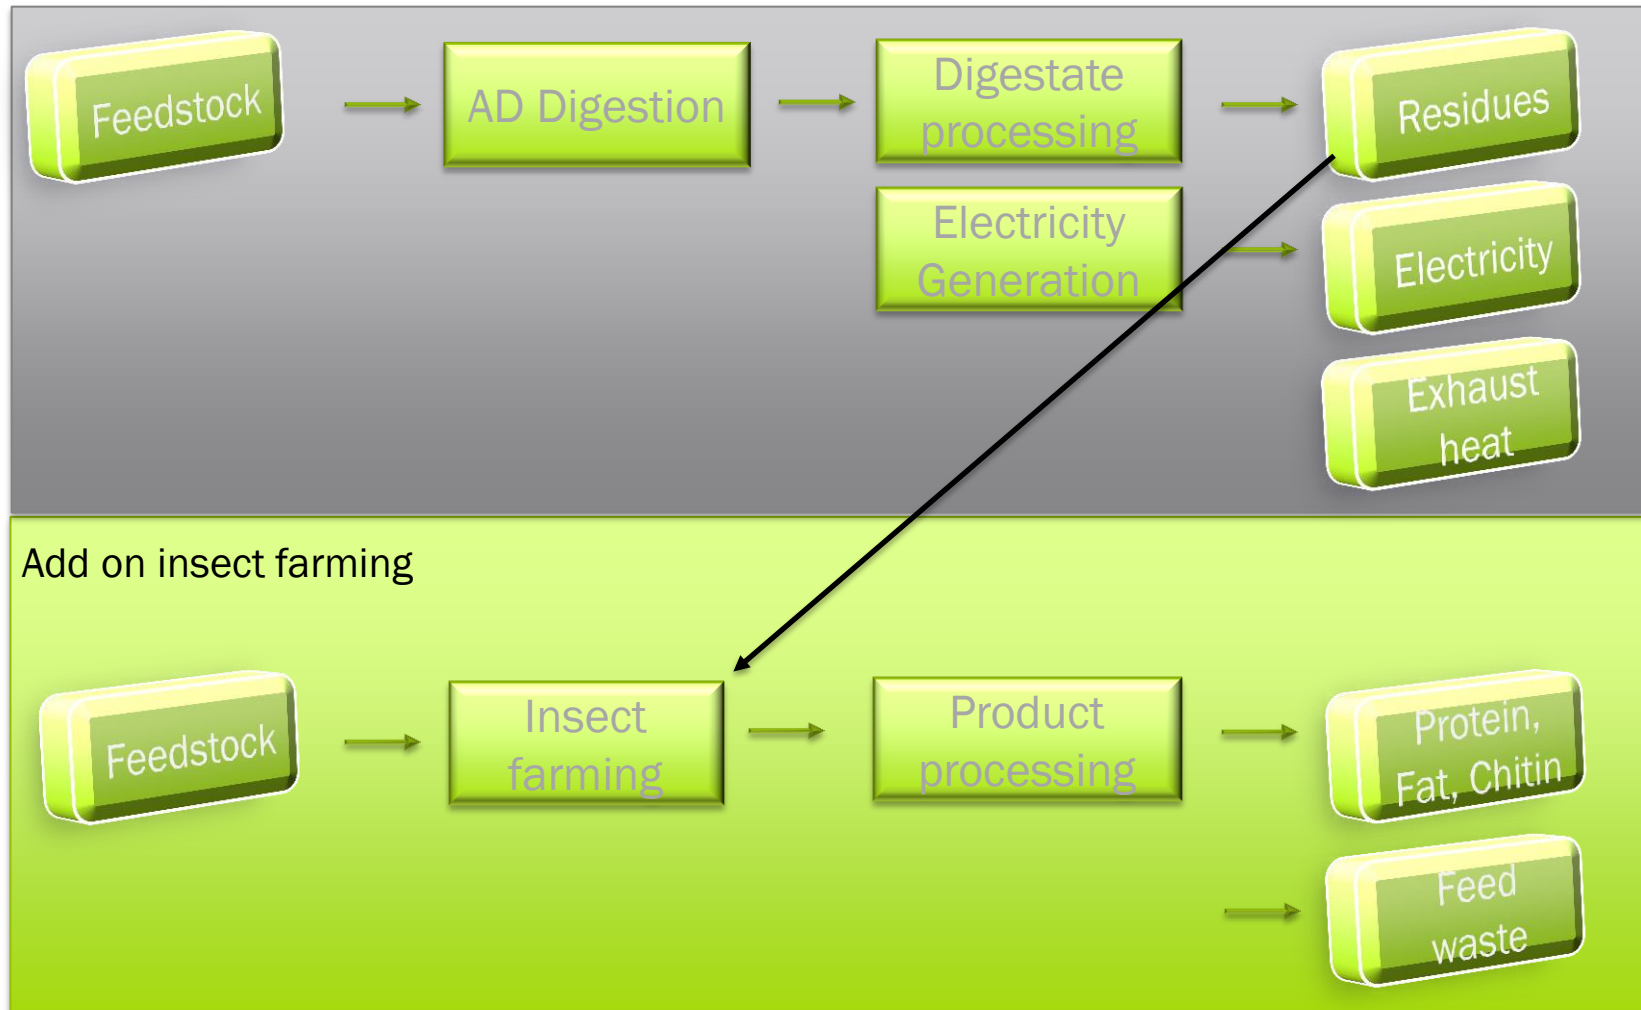 Feedstock
AD Digestion
Digestate
processing
Residues
Electricity
Generation
Electricity
Exhaust
heat
Add on insect farming
Feedstock
Insect
farming
Product
processing
Protein,
Fat, Chitin
Feed
waste